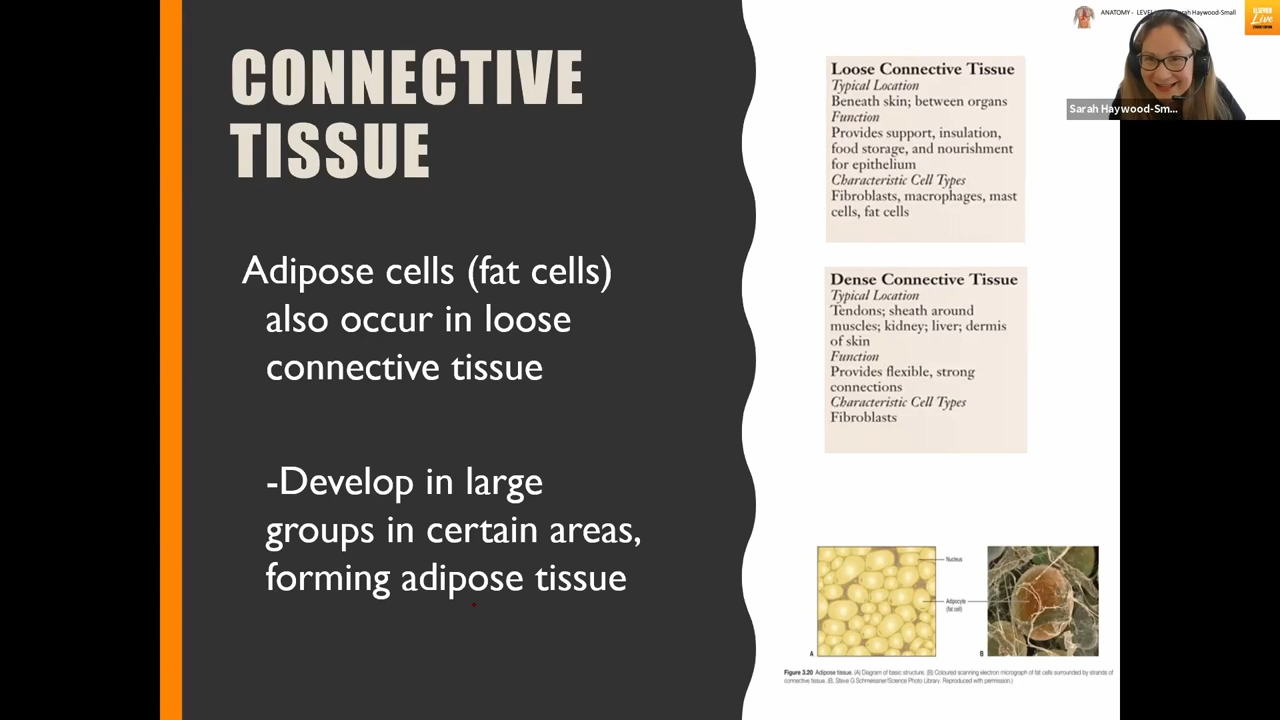 CONNECTIVE
TISSUE
Adipose cells (fat cells)
also occur in loose
connective tissue
-Develop in large
groups in certain areas,
forming adipose tissue
Loose Connective Tissue
Typical Location
Beneath skin; between organs
Function
Provides support, insulation,
food storage, and nourishment
for epithelium
Characteristic Cell Types
Fibroblasts, macrophages, mast
cells, fat cells
Dense Connective Tissue
Typical Location
Tendons; sheath around
muscles; kidney; liver; dermis
of skin
Function
Provides flexible, strong
connections
Characteristic Cell Types
Fibroblasts
Nucleus
Adipocyte
(fat cell)
A
B
Figure 3.20 Adipose tissue. (A) Diagram of basic structure. (B) Coloured scanning electron micrograph of fat cells surrounded by strands of
connective tissue. (B, Steve G Schmeissner/Science Photo Library. Reproduced with permission.)
ANATOMY - LEVEL Haywood-Small
ELSEVIER
Live
Sarah Haywood-Sm...